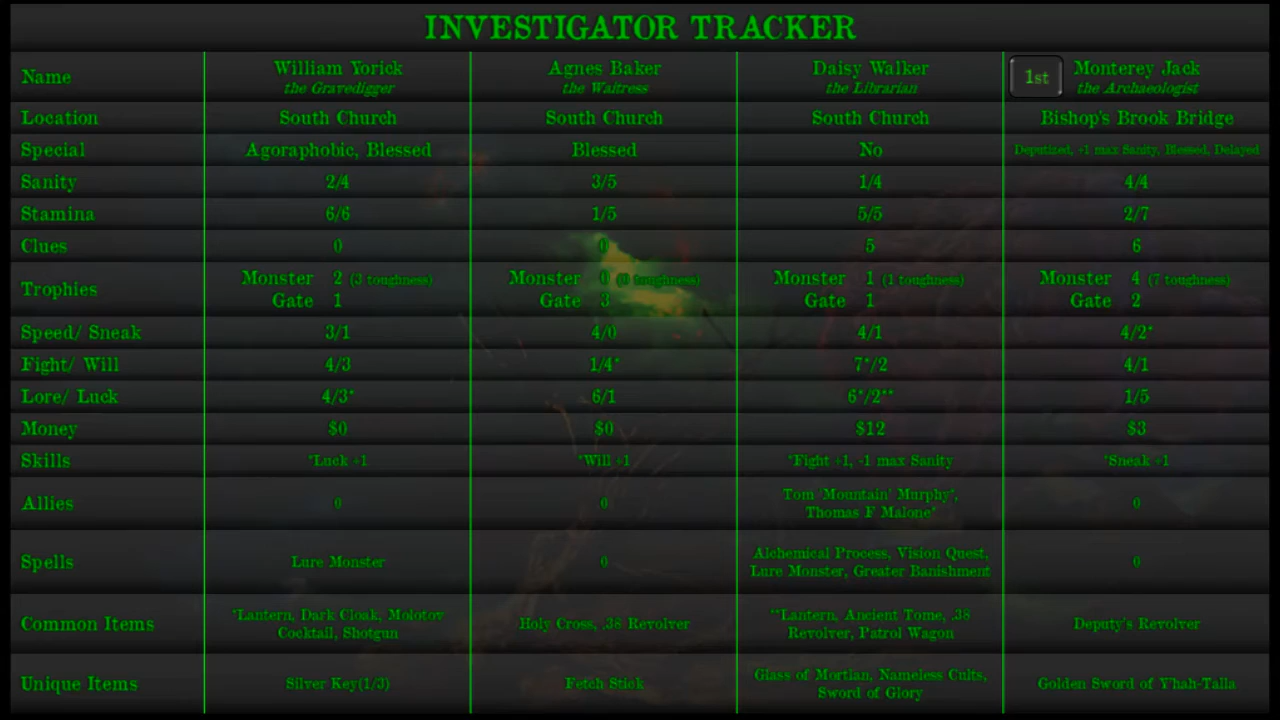 INVESTIGATOR TRACKER
Name
William Yorick
the Gravedigger
Agnes Baker
the Waitress
Daisy Walker
the Librarian
1st
Monterey Jack
the Archaeologist
Location South Church South Church South Church Bishop's Brook Bridge
Special Agoraphobic, Blessed Blessed No Deputized, +1 max Sanity, Blessed, Delayed
Sanity 2/4 3/5 1/4 4/4
Stamina 6/6 1/5 5/5 2/7
Clues 0 0 5 6
Trophies
Monster 2 (3 toughness)
Gate 1
Monster 0 (0 toughness)
Gate 3
Monster 1 (1 toughness)
Gate 1
Monster 4 (7 toughness)
Gate 2
Speed/ Sneak 3/1 4/0 4/1 4/2*
Fight/ Will 4/3 1/4* 7*/2 4/1
Lore/ Luck 4/3* 6/1 6*/2** 1/5
Money $0 $0 $12 $3
Skills *Luck +1 *Will +1 *Fight +1, -1 max Sanity *Sneak +1
Allies
0
0
Tom 'Mountain' Murphy*,
Thomas F Malone*
0
Spells
Lure Monster
0
Alchemical Process, Vision Quest,
Lure Monster, Greater Banishment
0
Common Items
*Lantern, Dark Cloak, Molotov
Cocktail, Shotgun
Holy Cross, .38 Revolver
**Lantern, Ancient Tome, .38
Revolver, Patrol Wagon
Deputy's Revolver
Unique Items
Silver Key(1/3)
Fetch Stick
Glass of Mortlan, Nameless Cults,
Sword of Glory
Golden Sword of Y'hah-Talla